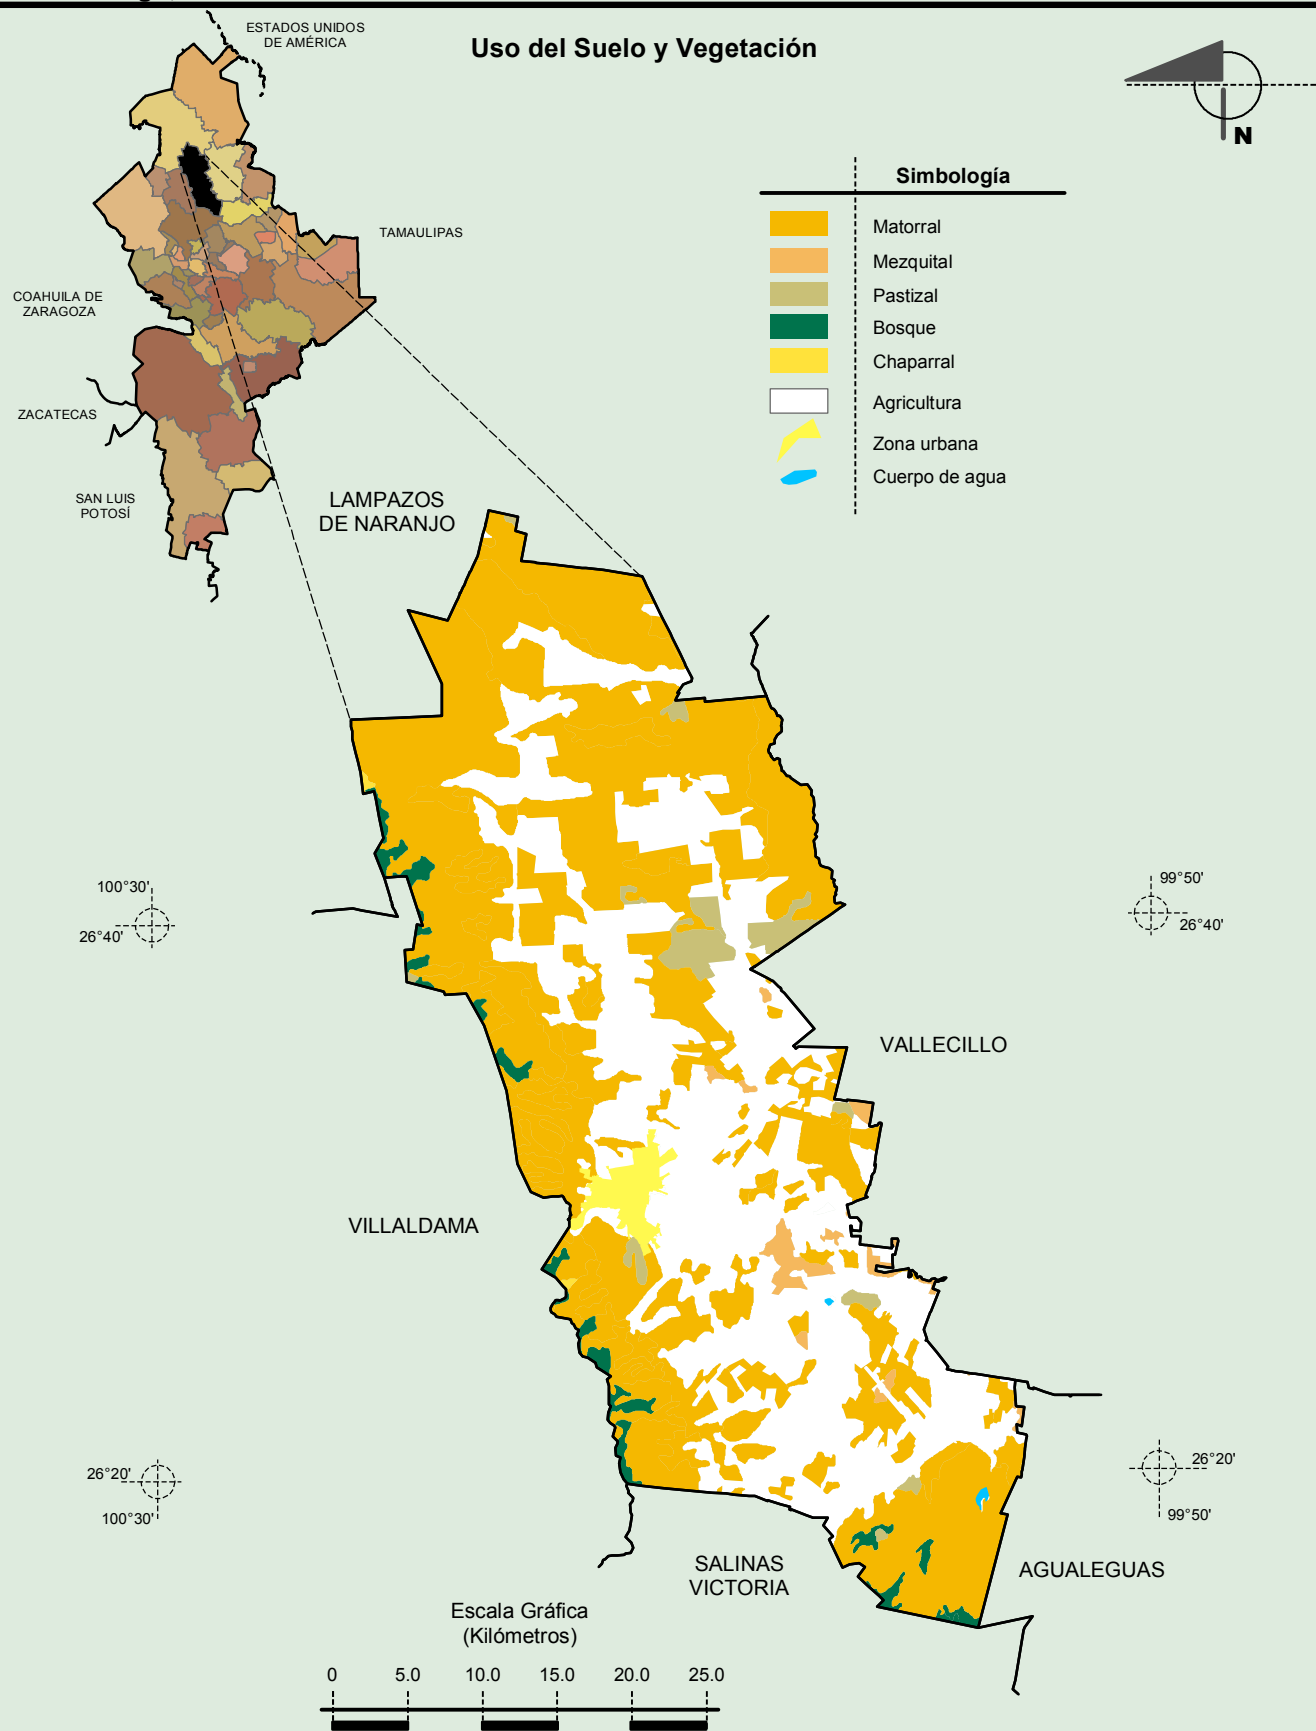 Uso del Suelo y Vegetación
ESTADOS UNIDOS
DE AMÉRICA
TAMAULIPAS
COAHUILA DE
ZARAGOZA
ZACATECAS
SAN LUIS
POTOSÍ
N
Simbología
Matorral
Mezquital
Pastizal
Bosque
Chaparral
Agricultura
Zona urbana
Cuerpo de agua
LAMPAZOS
DE NARANJO
100°30'
26°40'
99°50'
26°40'
VALLECILLO
VILLALDAMA
26°20'
100°30'
26°20'
99°50'
SALINAS
VICTORIA
AGUALEGUAS
Escala Gráfica
(Kilómetros)
0 5.0 10.0 15.0 20.0 25.0